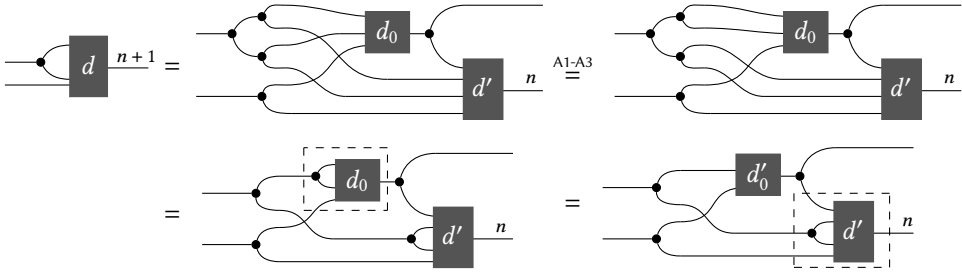 d n + 1 = d₀ d′ n A1-A3 = d₀ d′ n
= d₀ d′ n = d′₀ d′ n